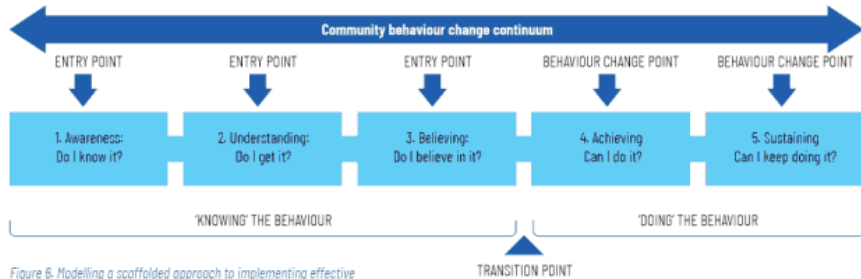 Community behaviour change continuum
ENTRY POINT
ENTRY POINT
ENTRY POINT
BEHAVIOUR CHANGE POINT
BEHAVIOUR CHANGE POINT
1. Awareness:
Do I know it?
2. Understanding:
Do I get it?
3. Believing:
Do I believe in it?
4. Achieving
Can I do it?
5. Sustaining
Can I keep doing it?
'KNOWING' THE BEHAVIOUR
'DOING' THE BEHAVIOUR
TRANSITION POINT
Figure 6. Modelling a scaffolded approach to implementing effective